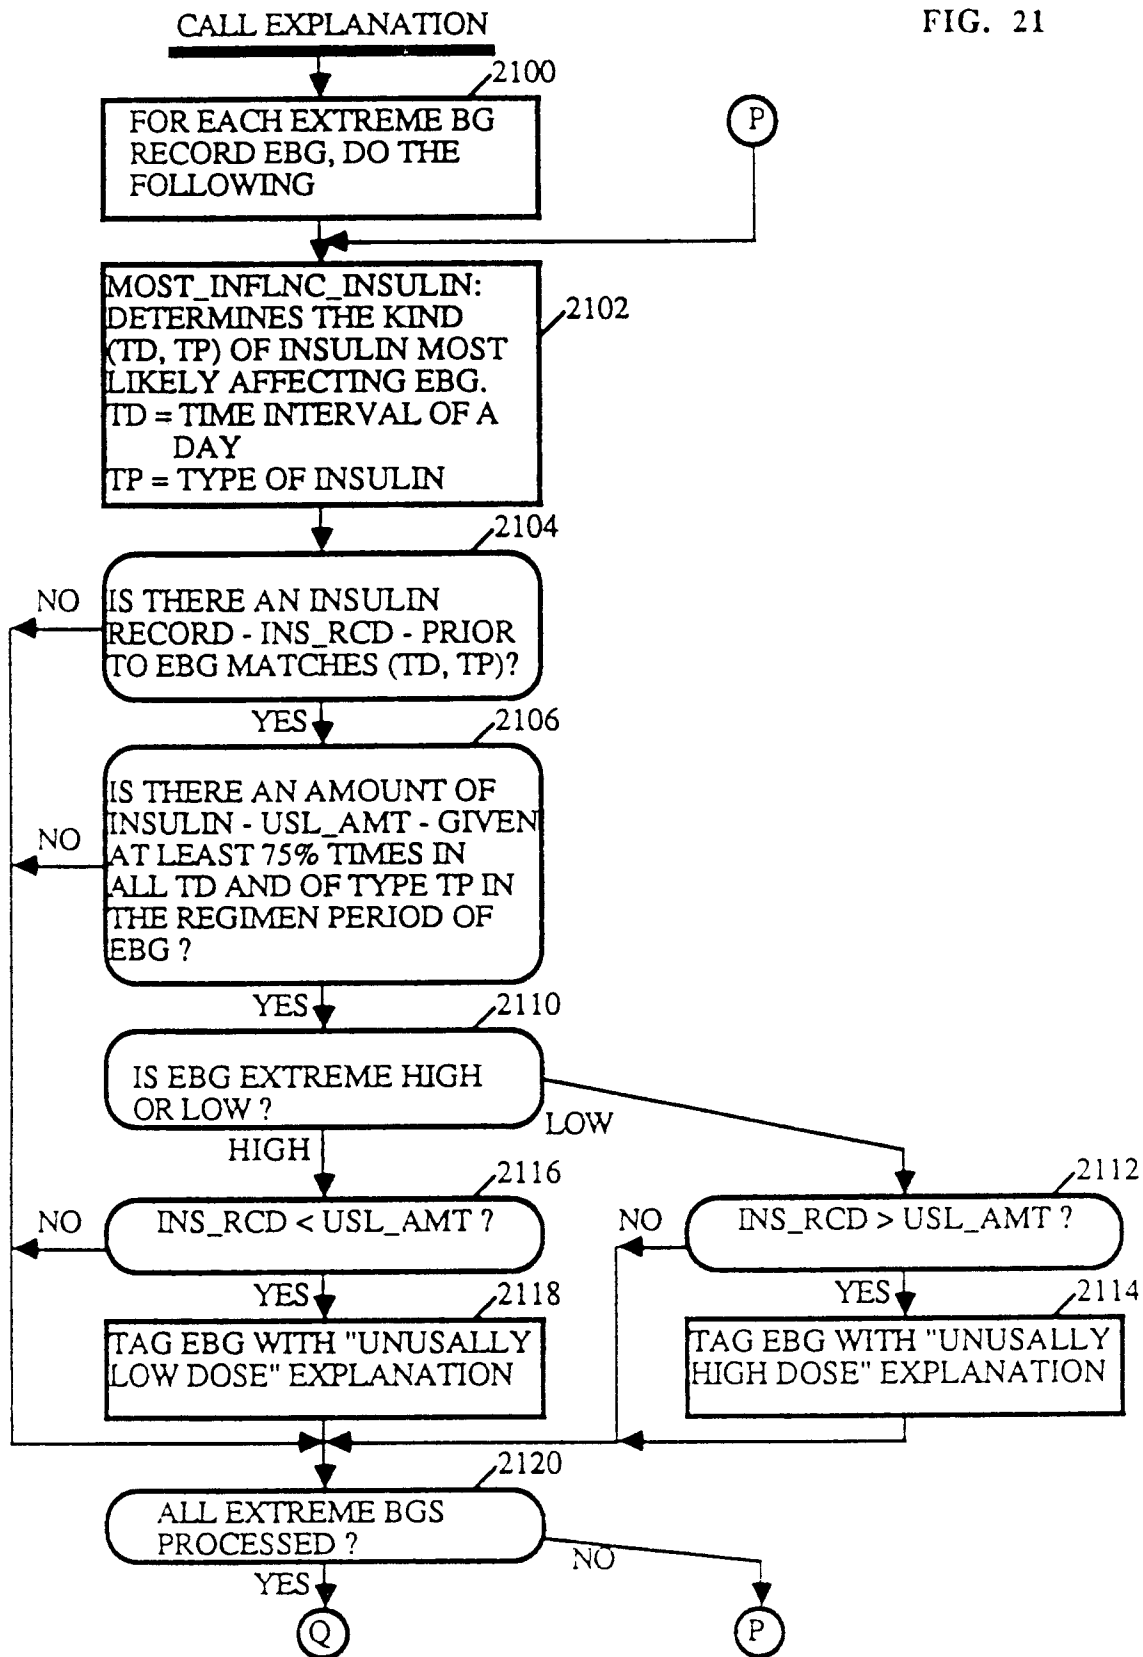 CALL EXPLANATION
FIG. 21
2100
FOR EACH EXTREME BG
RECORD EBG, DO THE
FOLLOWING
P
MOST_INFLNC_INSULIN:
DETERMINES THE KIND
(TD, TP) OF INSULIN MOST
LIKELY AFFECTING EBG.
TD = TIME INTERVAL OF A
DAY
TP = TYPE OF INSULIN
2102
2104
NO
IS THERE AN INSULIN
RECORD - INS_RCD - PRIOR
TO EBG MATCHES (TD, TP)?
YES
2106
NO
IS THERE AN AMOUNT OF
INSULIN - USL_AMT - GIVEN
AT LEAST 75% TIMES IN
ALL TD AND OF TYPE TP IN
THE REGIMEN PERIOD OF
EBG ?
YES
2110
IS EBG EXTREME HIGH
OR LOW ?
LOW
HIGH
2116
2112
NO
INS_RCD < USL_AMT ?
NO
INS_RCD > USL_AMT ?
YES
2118
YES
2114
TAG EBG WITH "UNUSALLY
LOW DOSE" EXPLANATION
TAG EBG WITH "UNUSALLY
HIGH DOSE" EXPLANATION
2120
ALL EXTREME BGS
PROCESSED ?
NO
YES
Q
P